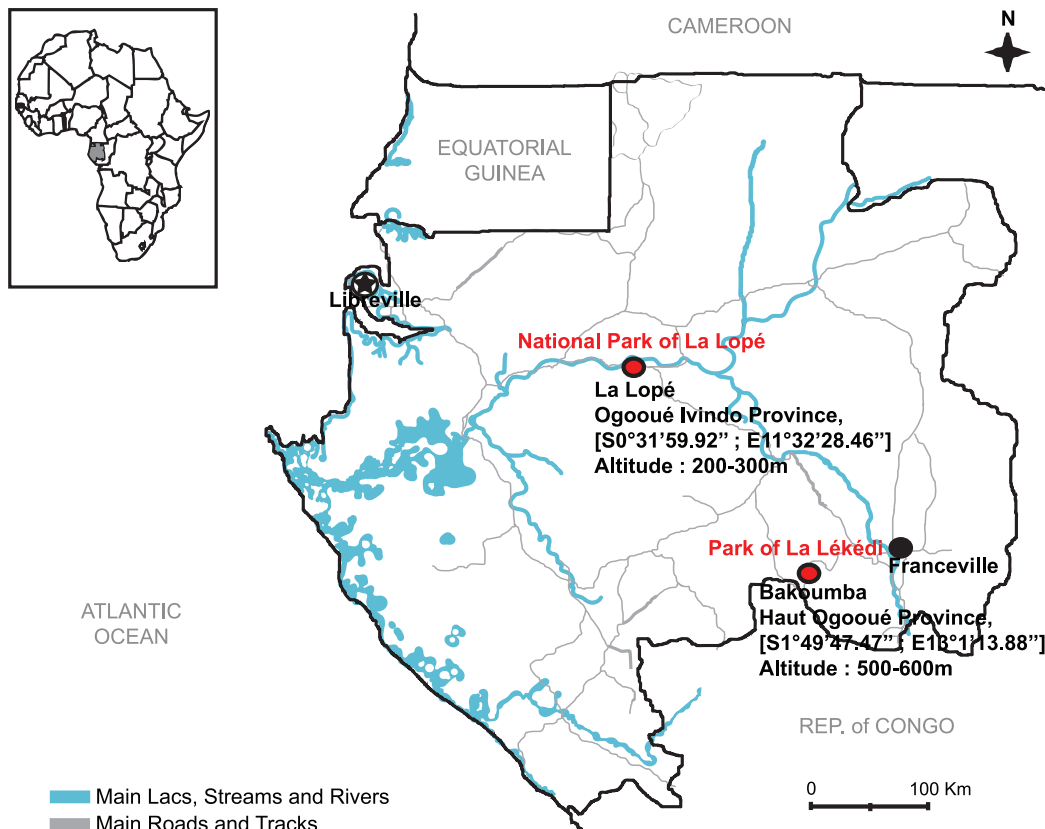 CAMEROON
N
EQUATORIAL
GUINEA
Libreville
National Park of La Lopé
La Lopé
Ogooué Ivindo Province,
[S0°31’59.92” ; E11°32’28.46”]
Altitude : 200-300m
Park of La Lékédi
Franceville
Bakoumba
Haut Ogooué Province,
[S1°49’47.47” ; E13°1’13.88”]
Altitude : 500-600m
ATLANTIC
OCEAN
REP. of CONGO
Main Lacs, Streams and Rivers
Main Roads and Tracks
0 100 Km